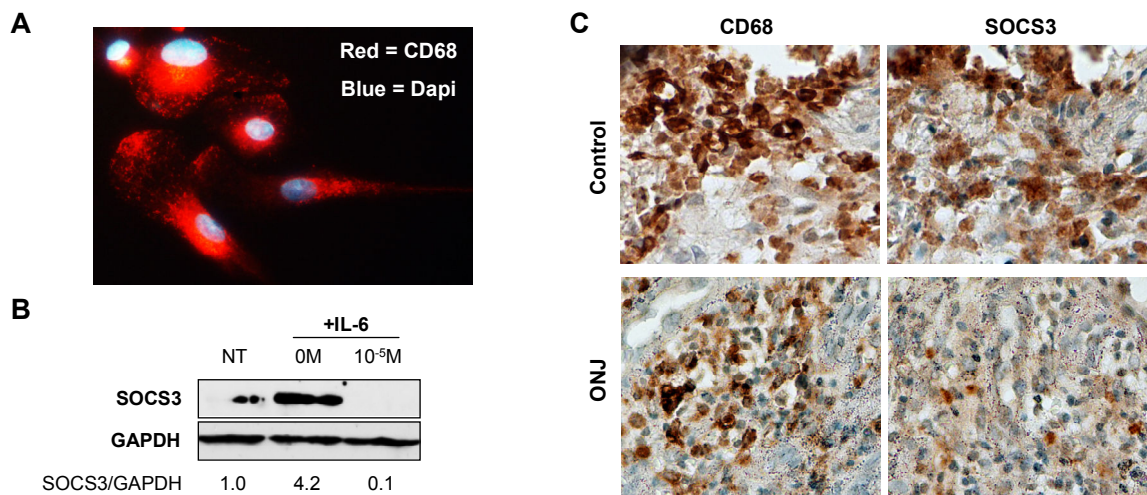 A
Red = CD68
Blue = Dapi
B
+IL-6
NT 0M 10⁻⁵M
SOCS3
GAPDH
SOCS3/GAPDH 1.0 4.2 0.1
C
CD68 SOCS3
Control
ONJ